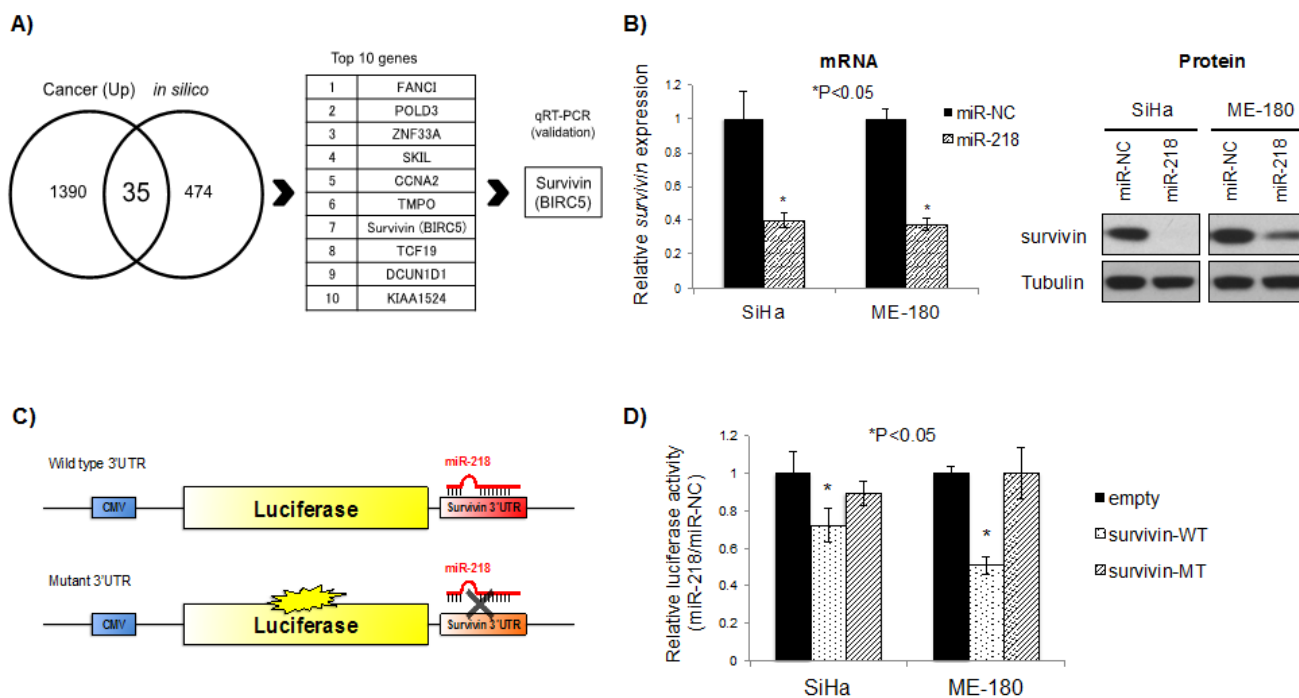 A)
Cancer (Up) in silico
1390 35 474
Top 10 genes
1 FANCI
2 POLD3
3 ZNF33A
4 SKIL
5 CCNA2
6 TMPO
7 Survivin (BIRC5)
8 TCF19
9 DCUN1D1
10 KIAA1524
qRT-PCR
(validation)
Survivin
(BIRC5)
B)
mRNA
*P<0.05
miR-NC
miR-218
Relative survivin expression
1.2
1
0.8
0.6
0.4
0.2
0
*
*
SiHa ME-180
Protein
SiHa ME-180
miR-NC
miR-218
miR-NC
miR-218
survivin
Tubulin
C)
Wild type 3'UTR
miR-218
CMV Luciferase Survivin 3'UTR
Mutant 3'UTR
miR-218
CMV Luciferase Survivin 3'UTR
D)
*P<0.05
Relative luciferase activity
(miR-218/miR-NC)
1.2
1
0.8
0.6
0.4
0.2
0
*
*
SiHa ME-180
empty
survivin-WT
survivin-MT